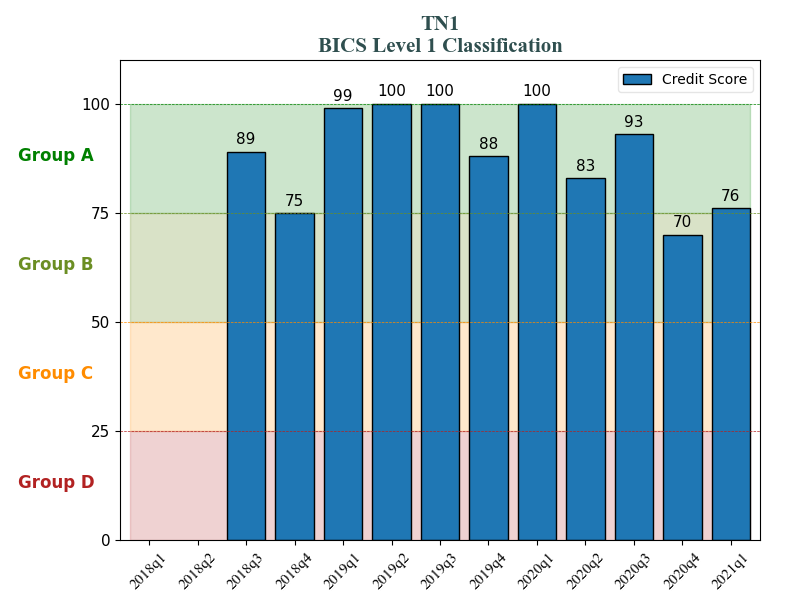 TN1
BICS Level 1 Classification
Credit Score
100
75
50
25
0
Group A
Group B
Group C
Group D
89
75
99
100
100
88
100
83
93
70
76
2018q1
2018q2
2018q3
2018q4
2019q1
2019q2
2019q3
2019q4
2020q1
2020q2
2020q3
2020q4
2021q1